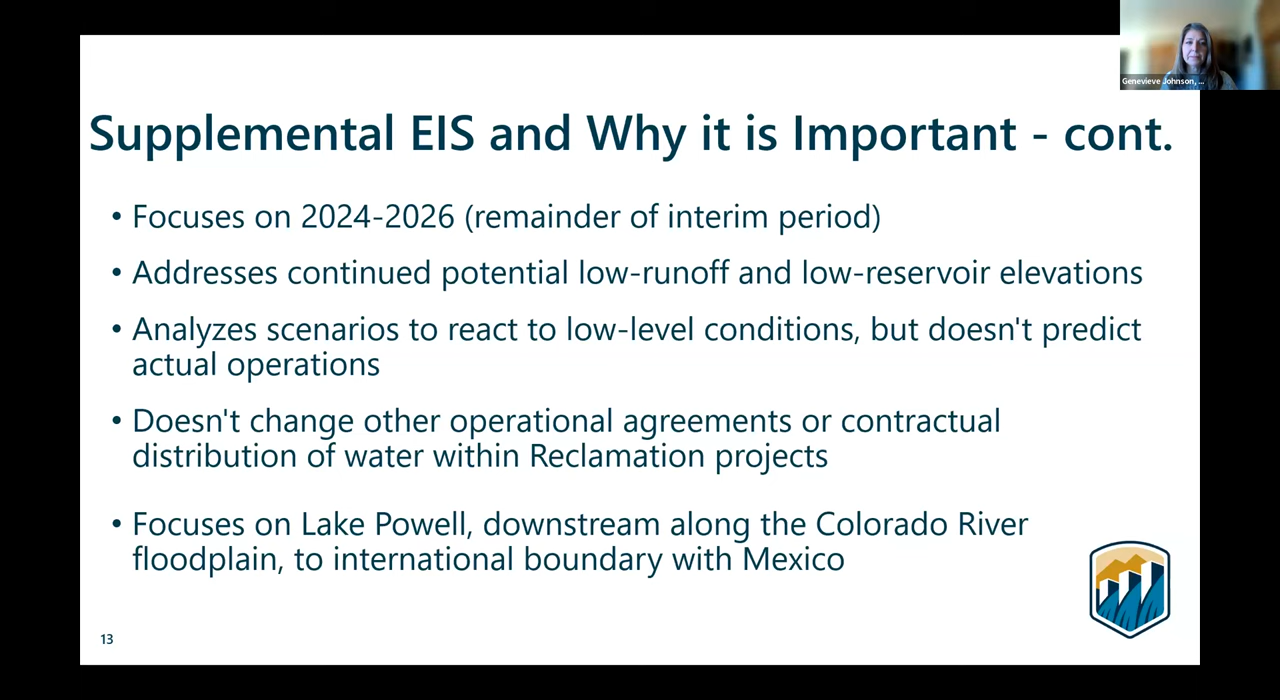 Genevieve Johnson, ...
Supplemental EIS and Why it is Important - cont.
• Focuses on 2024-2026 (remainder of interim period)
• Addresses continued potential low-runoff and low-reservoir elevations
• Analyzes scenarios to react to low-level conditions, but doesn't predict
actual operations
• Doesn't change other operational agreements or contractual
distribution of water within Reclamation projects
• Focuses on Lake Powell, downstream along the Colorado River
floodplain, to international boundary with Mexico
13